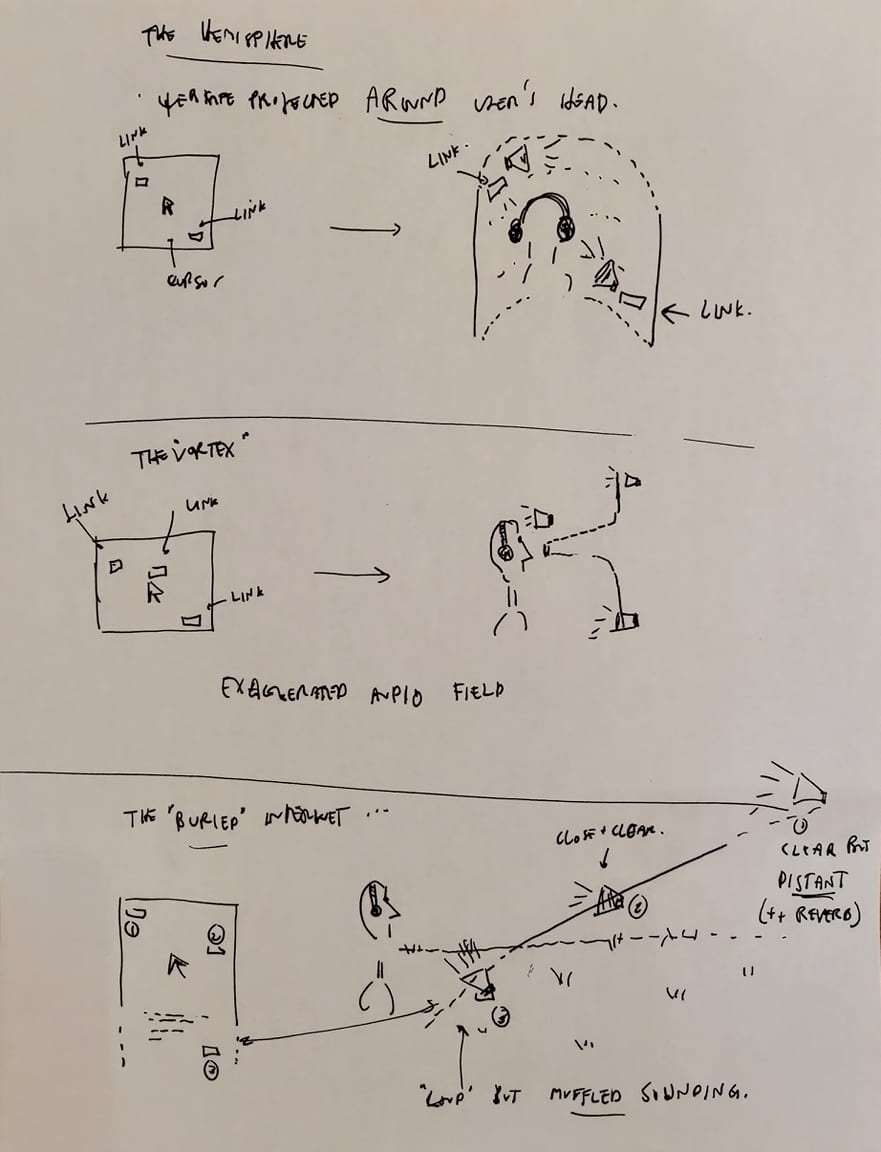 THE HEMISPHERE
PROJECTED AROUND USER'S HEAD.
LINK
LINK
CURSOR
LINK.
LINK.
THE "VORTEX"
LINK
LINK
LINK
EXAGGERATED AUDIO FIELD
THE "BURIED" INTERNET ...
CLOSE + CLEAR.
1
CLEAR BUT
DISTANT
(++ REVERB)
2
1
2
3
3
"LOUD" BUT MUFFLED SOUNDING.